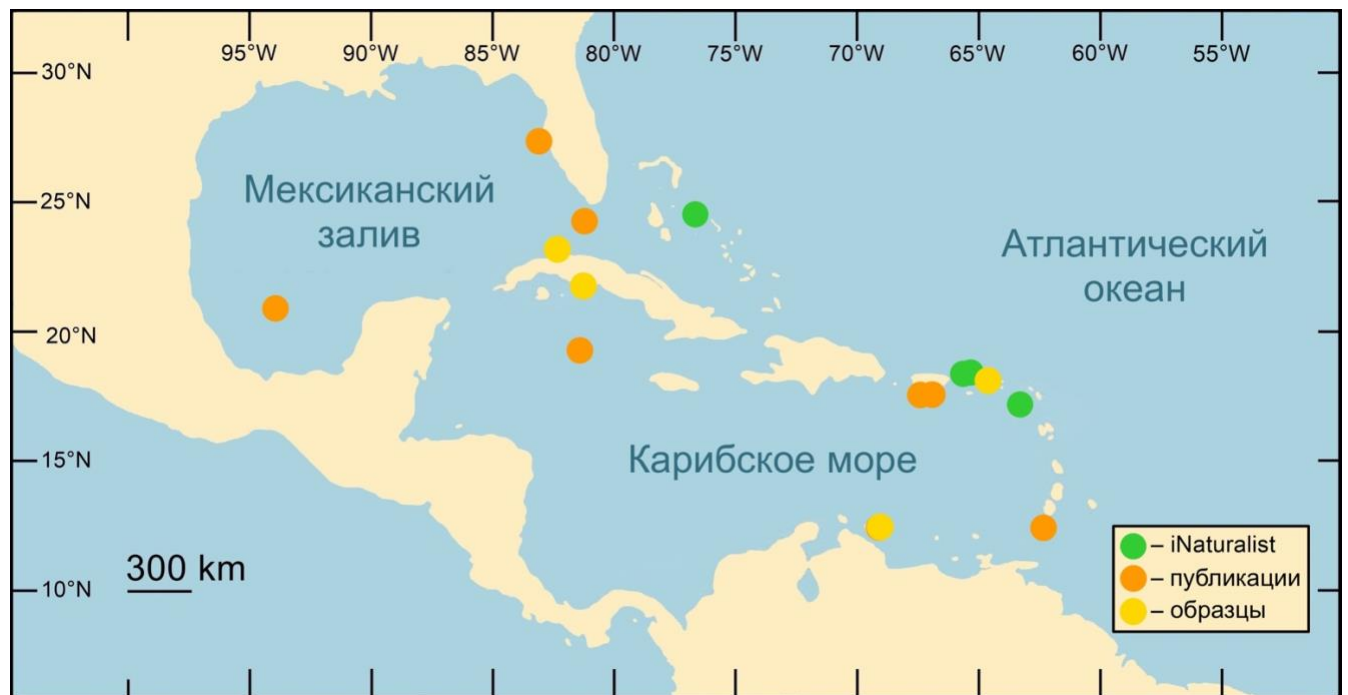 95°W 90°W 85°W 80°W 75°W 70°W 65°W 60°W 55°W
30°N
25°N
20°N
15°N
10°N
Мексиканский
залив
Атлантический
океан
Карибское море
300 km
– iNaturalist
– публикации
– образцы